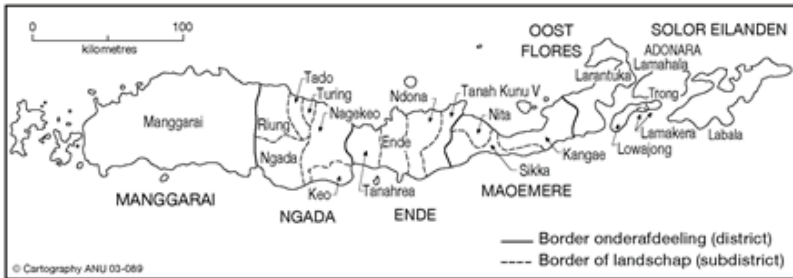 0 100
kilometres
OOST
FLORES
SOLOR EILANDEN
ADONARA
Lamahala
Larantuka
Trong
Tado
Turing
Nagekeo
Ndona
Tanah Kunu V
Nita
Manggarai
Riung
Ngada
Ende
Lamakera
Labala
Lowajong
Kangae
Sikka
Keo
Tanahrea
MANGGARAI
NGADA
ENDE
MAOEMERE
Border onderafdeeling (district)
Border of landschap (subdistrict)
© Cartography ANU 03-089